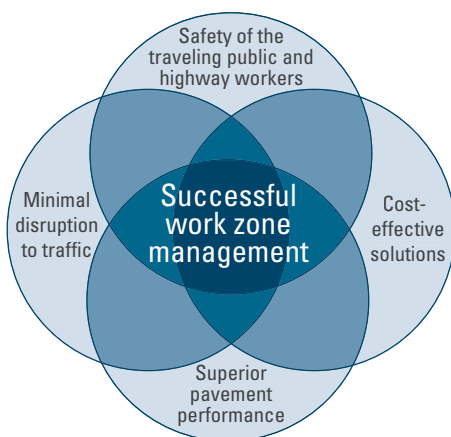 Safety of the
traveling public and
highway workers
Minimal
disruption
to traffic
Successful
work zone
management
Cost-
effective
solutions
Superior
pavement
performance